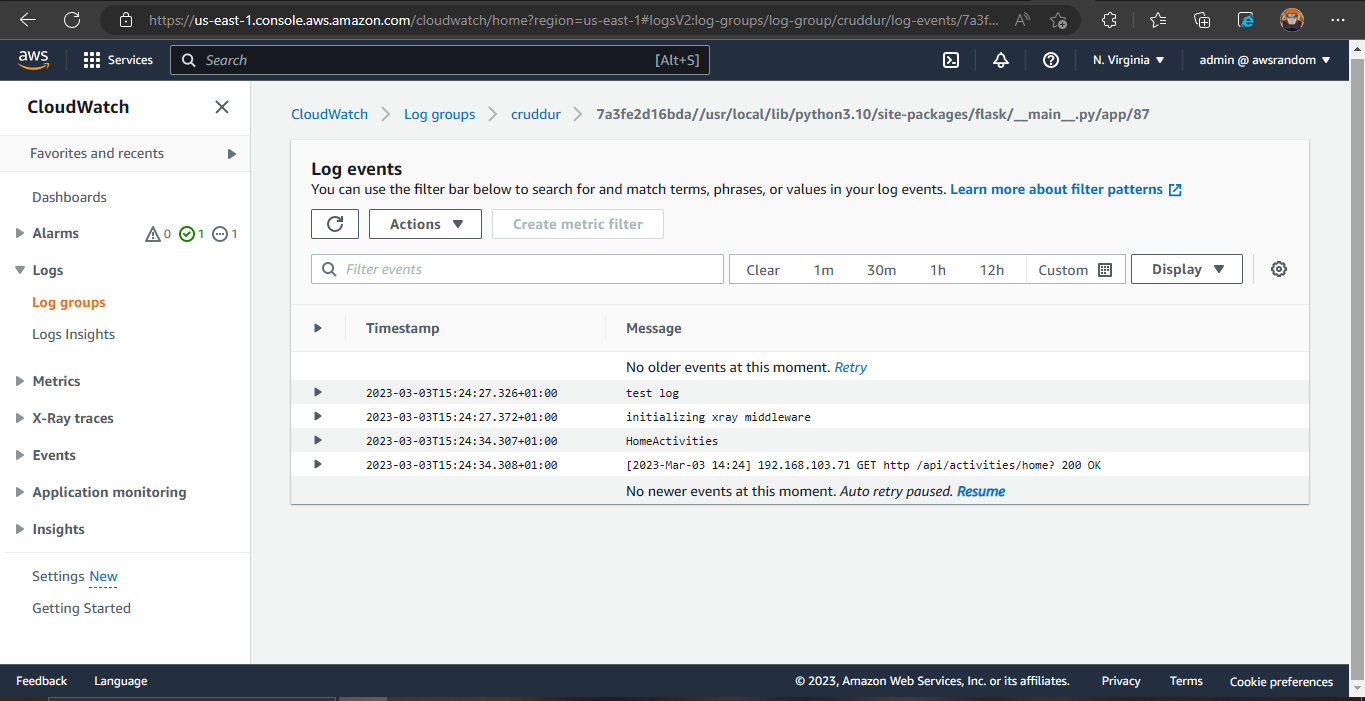 https://us-east-1.console.aws.amazon.com/cloudwatch/home?region=us-east-1#logsV2:log-groups/log-group/cruddur/log-events/7a3f...
aws Services Search [Alt+S] N. Virginia ▼ admin @ awsrandom ▼
CloudWatch
Favorites and recents
Dashboards
Alarms 0 1 1
Logs
Log groups
Logs Insights
Metrics
X-Ray traces
Events
Application monitoring
Insights
Settings New
Getting Started
CloudWatch > Log groups > cruddur > 7a3fe2d16bda//usr/local/lib/python3.10/site-packages/flask/__main__.py/app/87
Log events
You can use the filter bar below to search for and match terms, phrases, or values in your log events. Learn more about filter patterns
Actions ▼ Create metric filter
Filter events Clear 1m 30m 1h 12h Custom Display ▼
Timestamp Message
No older events at this moment. Retry
2023-03-03T15:24:27.326+01:00 test log
2023-03-03T15:24:27.372+01:00 initializing xray middleware
2023-03-03T15:24:34.307+01:00 HomeActivities
2023-03-03T15:24:34.308+01:00 [2023-Mar-03 14:24] 192.168.103.71 GET http /api/activities/home? 200 OK
No newer events at this moment. Auto retry paused. Resume
Feedback Language © 2023, Amazon Web Services, Inc. or its affiliates. Privacy Terms Cookie preferences